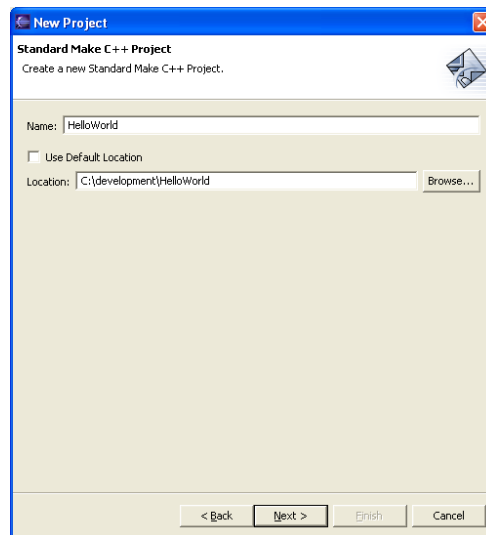 New Project
Standard Make C++ Project
Create a new Standard Make C++ Project.
Name: HelloWorld
Use Default Location
Location: C:\development\HelloWorld Browse...
< Back Next > Finish Cancel